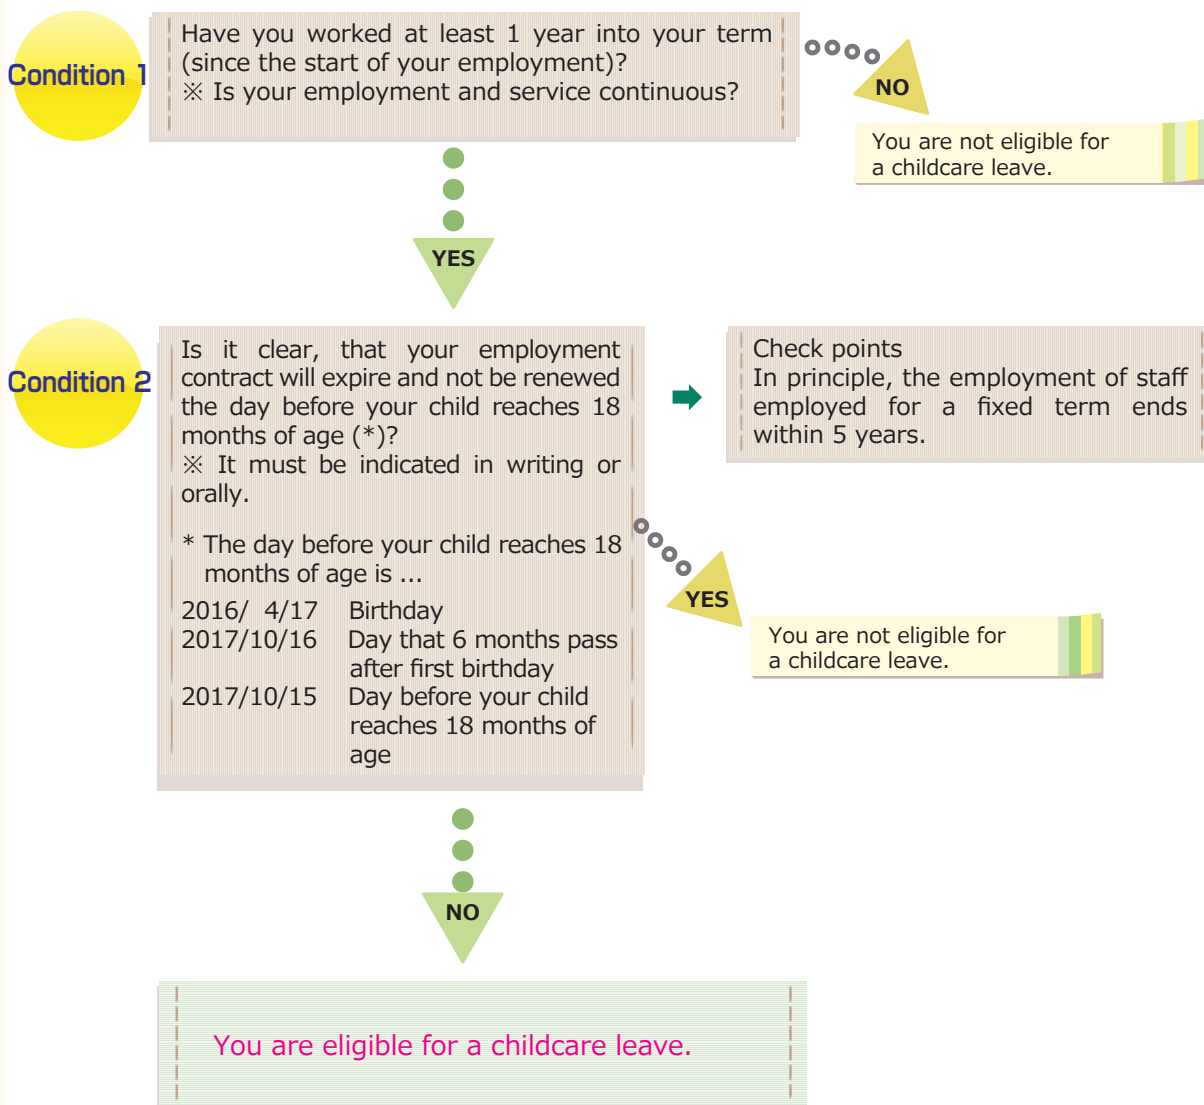 Condition 1
Have you worked at least 1 year into your term
(since the start of your employment)?
※ Is your employment and service continuous?
NO
You are not eligible for
a childcare leave.
YES
Condition 2
Is it clear, that your employment
contract will expire and not be renewed
the day before your child reaches 18
months of age (*)?
※ It must be indicated in writing or
orally.
* The day before your child reaches 18
months of age is ...
2016/ 4/17 Birthday
2017/10/16 Day that 6 months pass
after first birthday
2017/10/15 Day before your child
reaches 18 months of
age
Check points
In principle, the employment of staff
employed for a fixed term ends
within 5 years.
YES
You are not eligible for
a childcare leave.
NO
You are eligible for a childcare leave.